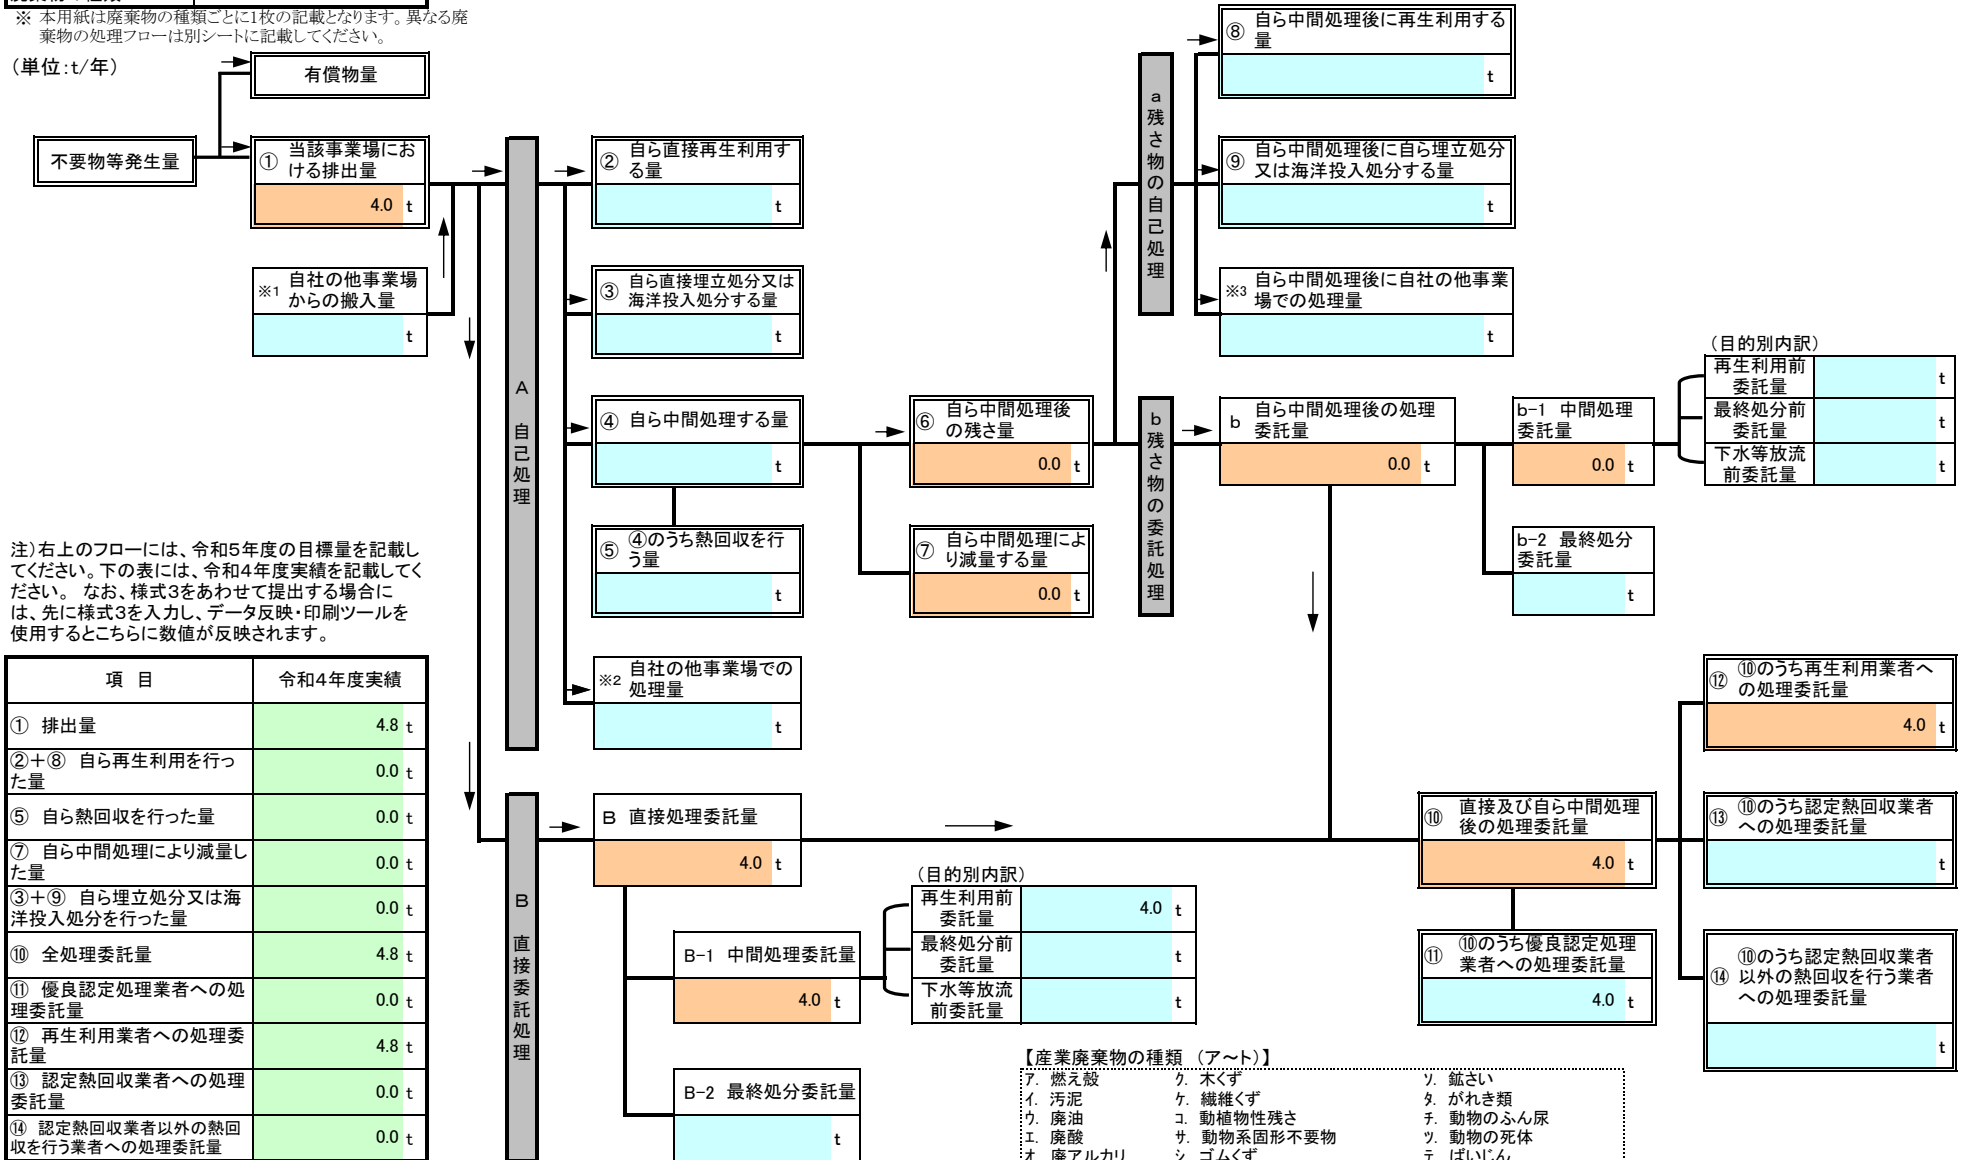 ※ 本用紙は廃棄物の種類ごとに1枚の記載となります。異なる廃
棄物の処理フローは別シートに記載してください。
（単位：t/年）
有償物量
不要物等発生量
① 当該事業場にお
ける排出量
4.0 t
※1 自社の他事業場
からの搬入量
t
A 自己処理
② 自ら直接再生利用す
る量
t
③ 自ら直接埋立処分又は
海洋投入処分する量
t
④ 自ら中間処理する量
t
⑤ ④のうち熱回収を行
う量
t
※2 自社の他事業場での
処理量
t
⑥ 自ら中間処理後
の残さ量
0.0 t
⑦ 自ら中間処理によ
り減量する量
0.0 t
a 残さ物の自己処理
⑧ 自ら中間処理後に再生利用する
量
t
⑨ 自ら中間処理後に自ら埋立処分
又は海洋投入処分する量
t
※3 自ら中間処理後に自社の他事業
場での処理量
t
b 残さ物の委託処理
b 自ら中間処理後の処理
委託量
0.0 t
b-1 中間処理
委託量
0.0 t
b-2 最終処分
委託量
t
（目的別内訳）
再生利用前
委託量
t
最終処分前
委託量
t
下水等放流
前委託量
t
注）右上のフローには、令和5年度の目標量を記載し
てください。下の表には、令和4年度実績を記載してく
ださい。 なお、様式3をあわせて提出する場合に
は、先に様式3を入力し、データ反映・印刷ツールを
使用するとこちらに数値が反映されます。
項 目 令和4年度実績
① 排出量 4.8 t
②＋⑧ 自ら再生利用を行っ
た量 0.0 t
⑤ 自ら熱回収を行った量 0.0 t
⑦ 自ら中間処理により減量し
た量 0.0 t
③＋⑨ 自ら埋立処分又は海
洋投入処分を行った量 0.0 t
⑩ 全処理委託量 4.8 t
⑪ 優良認定処理業者への処
理委託量 0.0 t
⑫ 再生利用業者への処理委
託量 4.8 t
⑬ 認定熱回収業者への処理
委託量 0.0 t
⑭ 認定熱回収業者以外の熱回
収を行う業者への処理委託量 0.0 t
B 直接委託処理
B 直接処理委託量
4.0 t
B-1 中間処理委託量
4.0 t
B-2 最終処分委託量
t
（目的別内訳）
再生利用前
委託量
4.0 t
最終処分前
委託量
t
下水等放流
前委託量
t
⑩ 直接及び自ら中間処理
後の処理委託量
4.0 t
⑪ ⑩のうち優良認定処理
業者への処理委託量
4.0 t
⑫ ⑩のうち再生利用業者へ
の処理委託量
4.0 t
⑬ ⑩のうち認定熱回収業者
への処理委託量
t
⑭ ⑩のうち認定熱回収業者
以外の熱回収を行う業者
への処理委託量
t
【産業廃棄物の種類 （ア～ト）】
ア. 燃え殻 ク. 木くず ソ. 鉱さい
イ. 汚泥 ケ. 繊維くず タ. がれき類
ウ. 廃油 コ. 動植物性残さ チ. 動物のふん尿
エ. 廃酸 サ. 動物系固形不要物 ツ. 動物の死体
オ. 廃アルカリ シ. ゴムくず テ. ばいじん